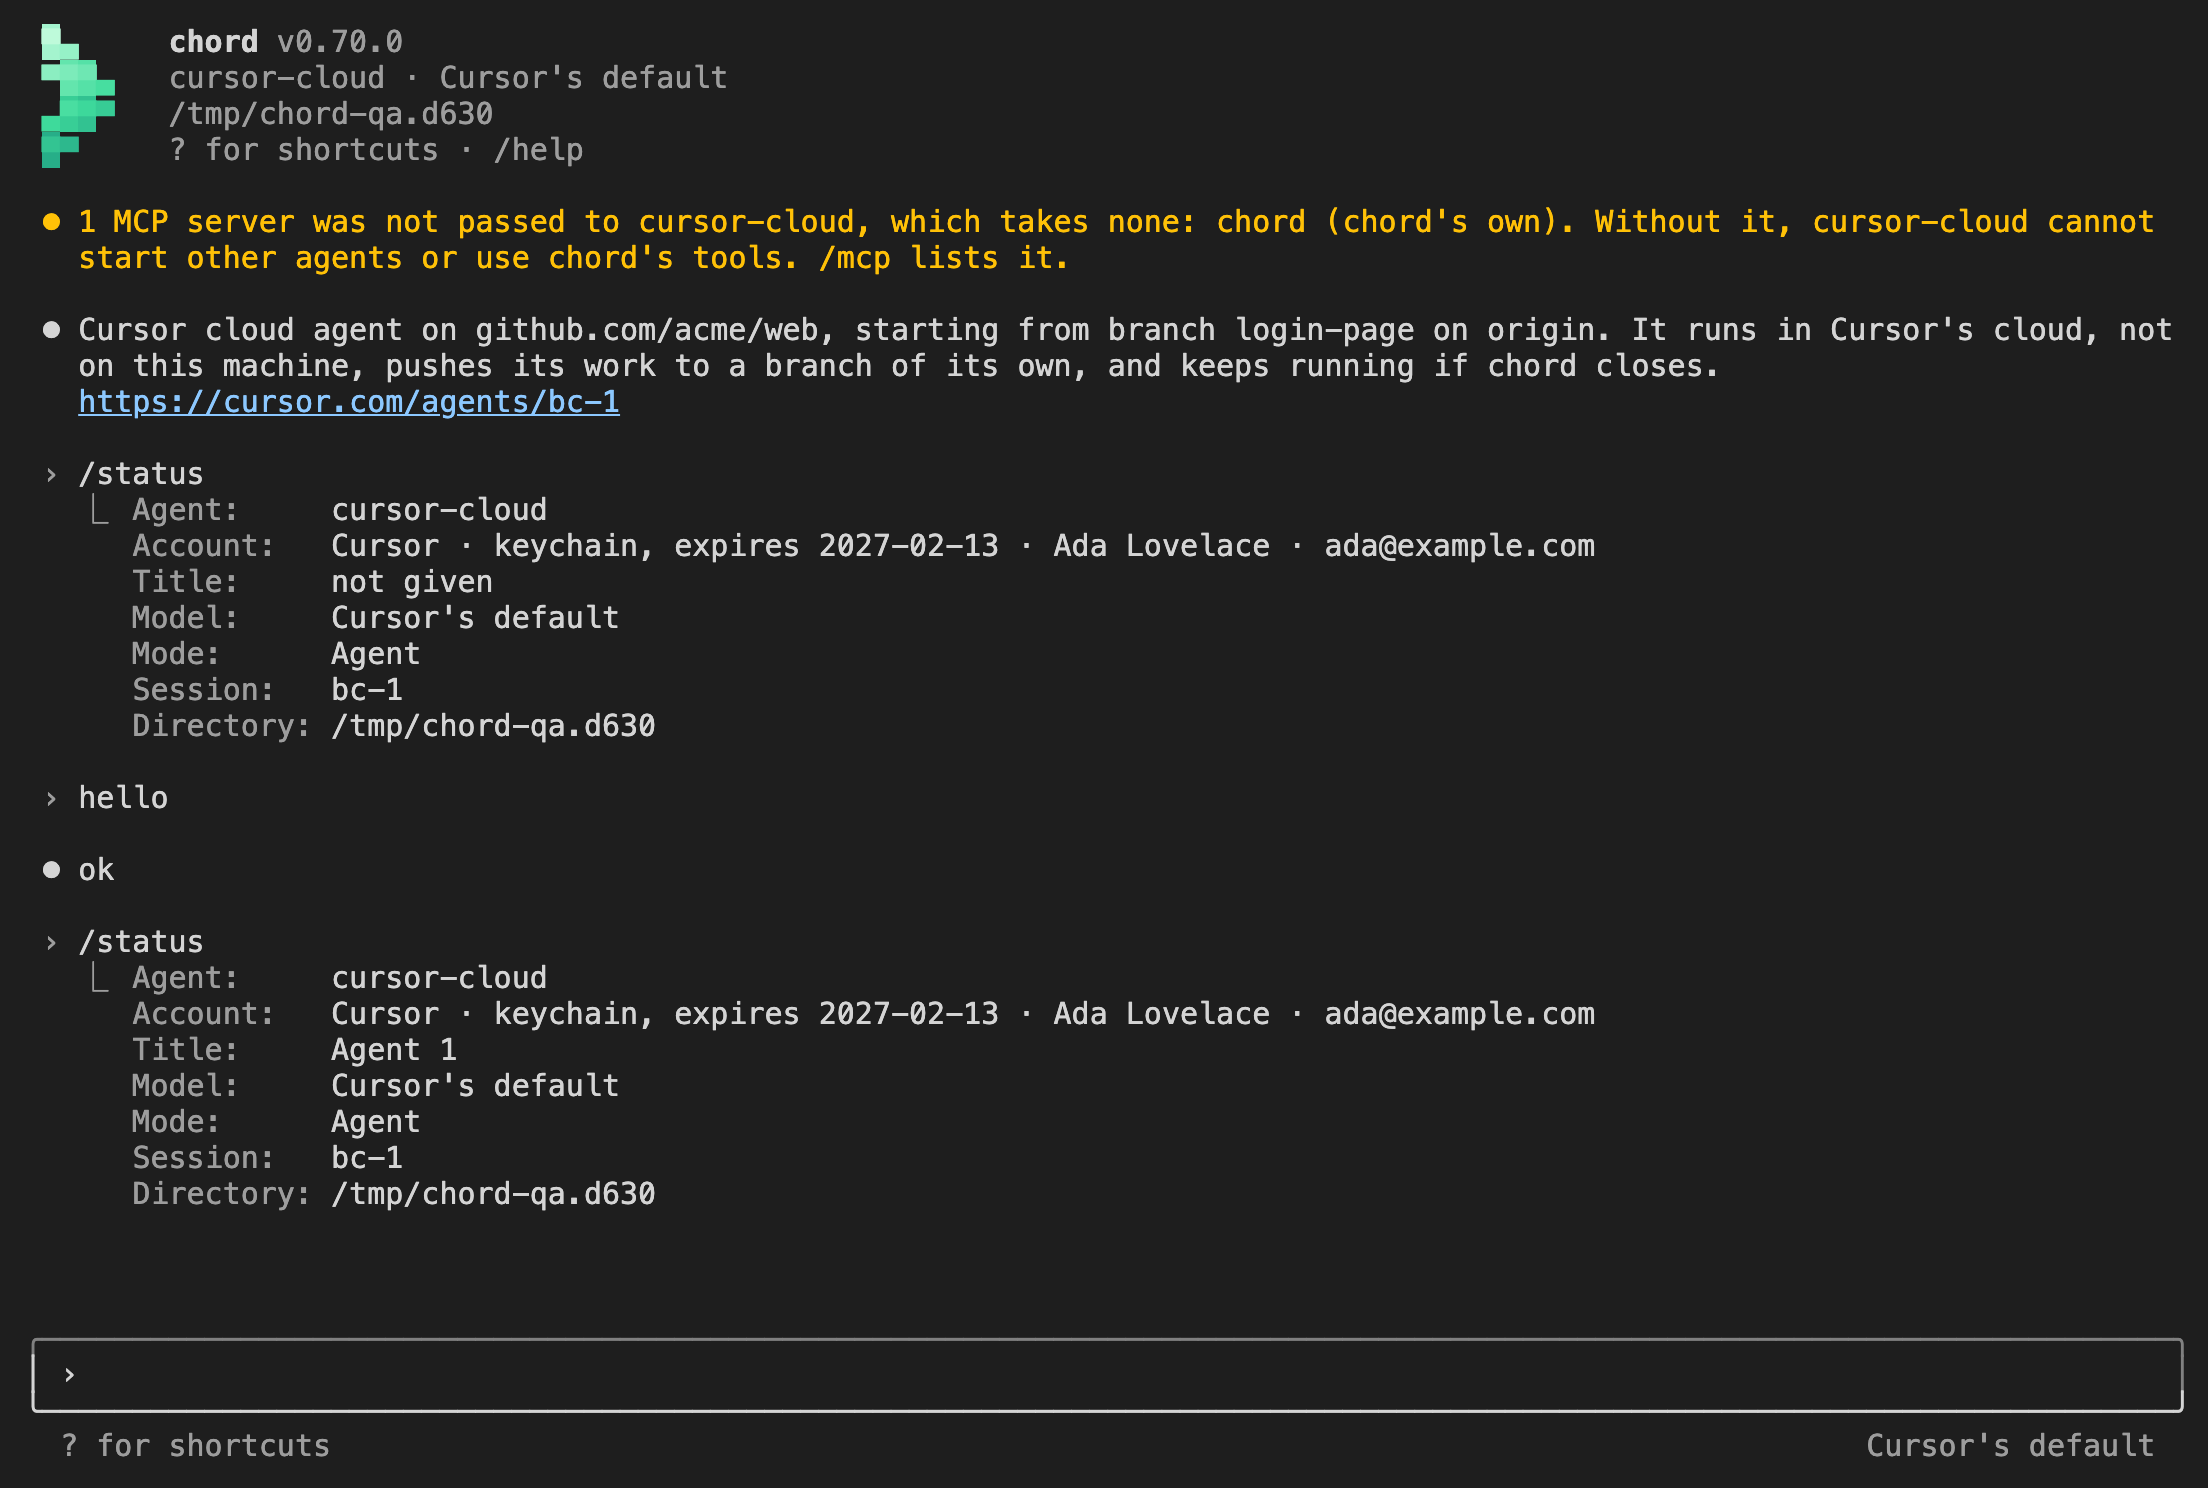 chord v0.70.0
cursor-cloud · Cursor's default
/tmp/chord-qa.d630
? for shortcuts · /help
● 1 MCP server was not passed to cursor-cloud, which takes none: chord (chord's own). Without it, cursor-cloud cannot
start other agents or use chord's tools. /mcp lists it.
● Cursor cloud agent on github.com/acme/web, starting from branch login-page on origin. It runs in Cursor's cloud, not
on this machine, pushes its work to a branch of its own, and keeps running if chord closes.
https://cursor.com/agents/bc-1
› /status
⎿ Agent: cursor-cloud
Account: Cursor · keychain, expires 2027-02-13 · Ada Lovelace · ada@example.com
Title: not given
Model: Cursor's default
Mode: Agent
Session: bc-1
Directory: /tmp/chord-qa.d630
› hello
● ok
› /status
⎿ Agent: cursor-cloud
Account: Cursor · keychain, expires 2027-02-13 · Ada Lovelace · ada@example.com
Title: Agent 1
Model: Cursor's default
Mode: Agent
Session: bc-1
Directory: /tmp/chord-qa.d630
›
? for shortcuts Cursor's default